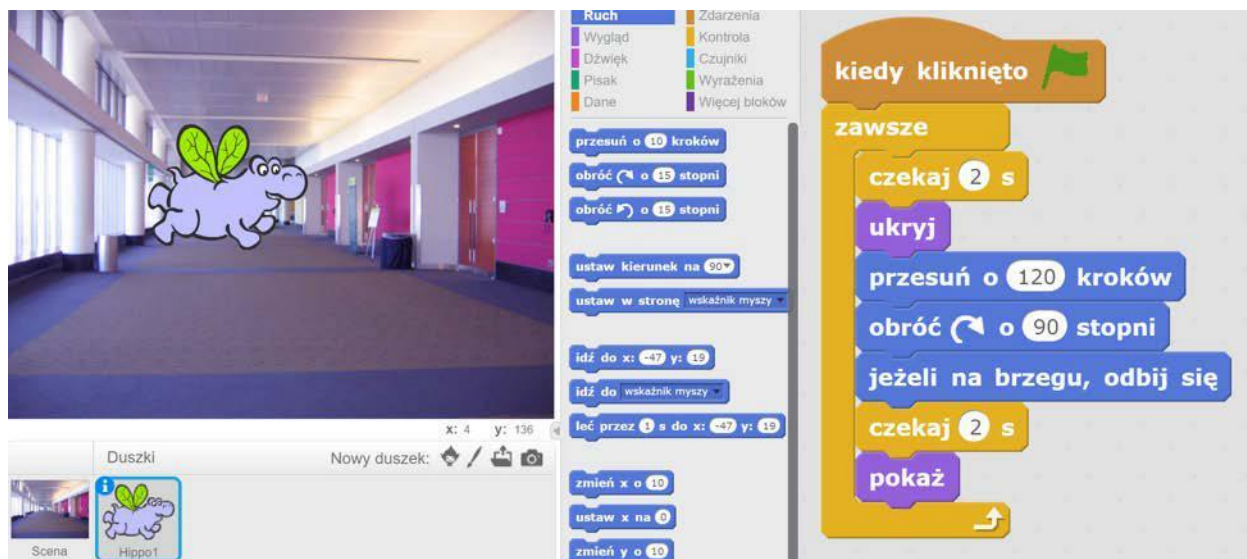 x: 4 y: 136
Duszki
Nowy duszek:
Scena
Hippo1
Ruch
Wygląd
Dźwięk
Pisak
Dane
Zdarzenia
Kontrola
Czujniki
Wyrażenia
Więcej bloków
przesuń o 10 kroków
obróć o 15 stopni
obróć o 15 stopni
ustaw kierunek na 90
ustaw w stronę wskaźnik myszy
idź do x: -47 y: 19
idź do wskaźnik myszy
leć przez 1 s do x: -47 y: 19
zmień x o 10
ustaw x na 0
zmień y o 10
kiedy kliknięto
zawsze
czekaj 2 s
ukryj
przesuń o 120 kroków
obróć o 90 stopni
jeżeli na brzegu, odbij się
czekaj 2 s
pokaż